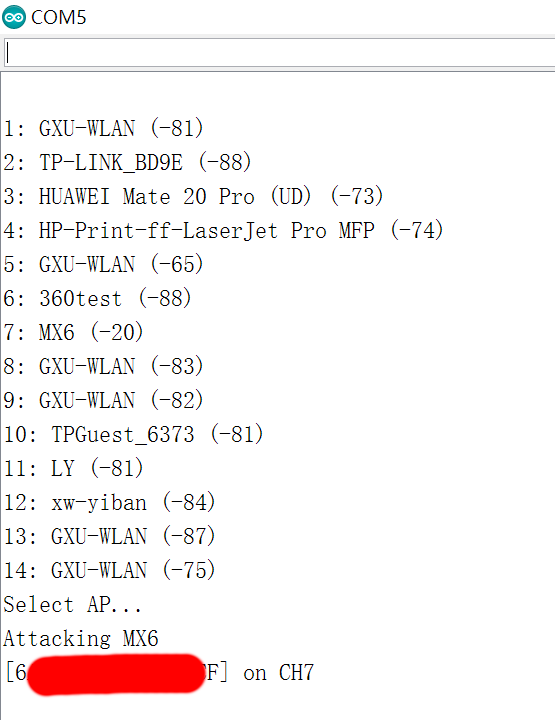 COM5
1: GXU-WLAN (-81)
2: TP-LINK_BD9E (-88)
3: HUAWEI Mate 20 Pro (UD) (-73)
4: HP-Print-ff-LaserJet Pro MFP (-74)
5: GXU-WLAN (-65)
6: 360test (-88)
7: MX6 (-20)
8: GXU-WLAN (-83)
9: GXU-WLAN (-82)
10: TPGuest_6373 (-81)
11: LY (-81)
12: xw-yiban (-84)
13: GXU-WLAN (-87)
14: GXU-WLAN (-75)
Select AP...
Attacking MX6
[6 F] on CH7